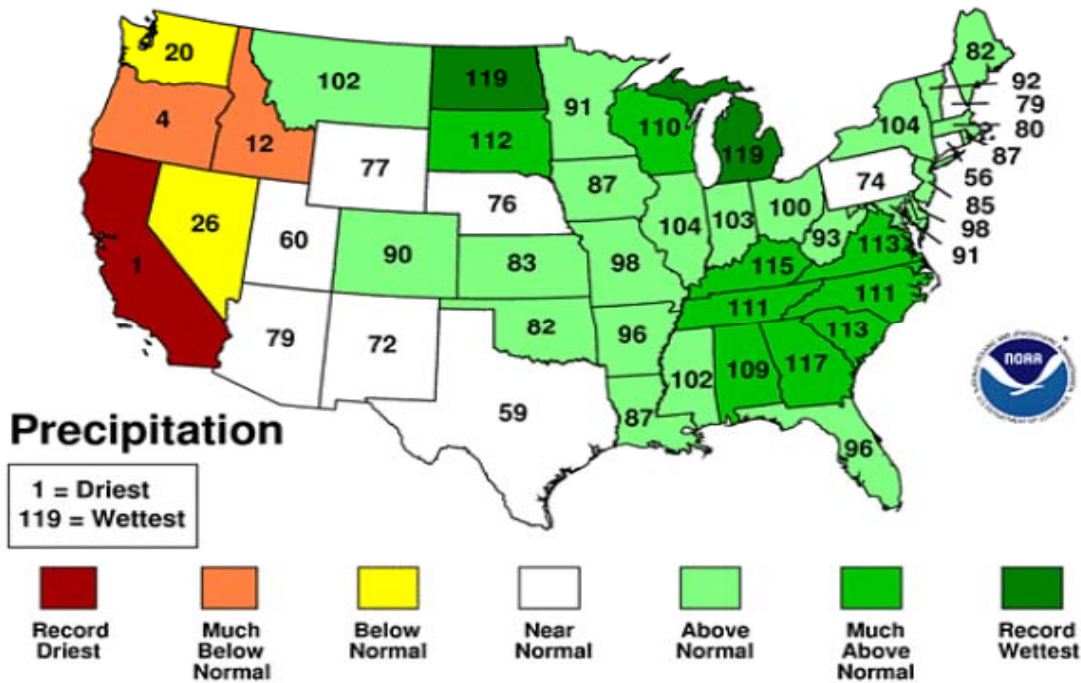 20
102
119
91
82
92
79
80
87
56
85
98
91
4
12
77
112
110
119
104
26
60
76
87
74
1
90
83
98
104
103
100
93
113
115
79
72
82
96
111
111
113
59
102
109
117
87
96
NOAA
Precipitation
1 = Driest
119 = Wettest
Record
Driest
Much
Below
Normal
Below
Normal
Near
Normal
Above
Normal
Much
Above
Normal
Record
Wettest